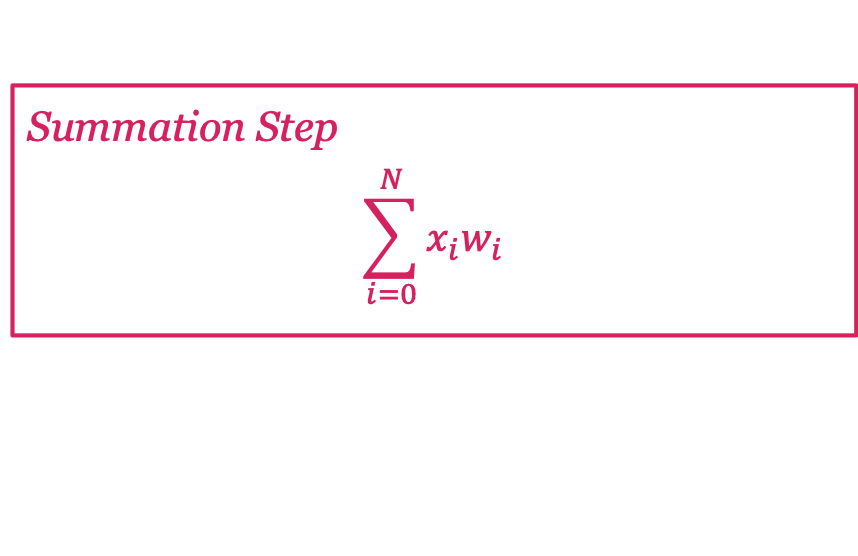 Summation Step
N
∑ xᵢwᵢ
i=0